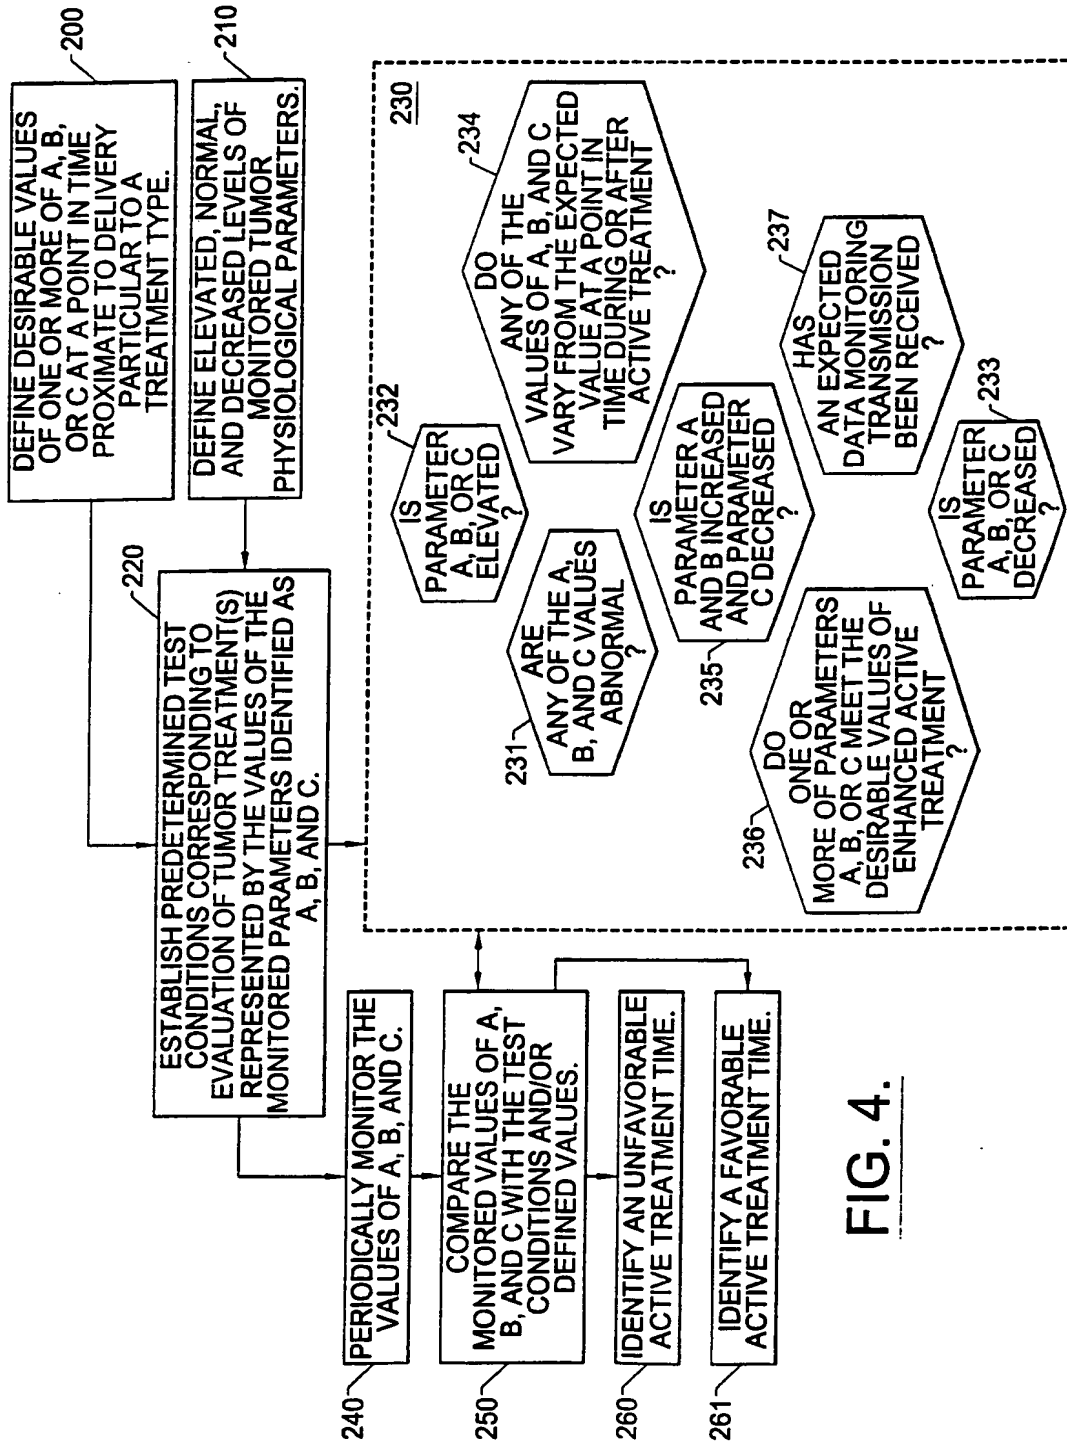 200
DEFINE DESIRABLE VALUES
OF ONE OR MORE OF A, B,
OR C AT A POINT IN TIME
PROXIMATE TO DELIVERY
PARTICULAR TO A
TREATMENT TYPE.
210
DEFINE ELEVATED, NORMAL,
AND DECREASED LEVELS OF
MONITORED TUMOR
PHYSIOLOGICAL PARAMETERS.
220
ESTABLISH PREDETERMINED TEST
CONDITIONS CORRESPONDING TO
EVALUATION OF TUMOR TREATMENT(S)
REPRESENTED BY THE VALUES OF THE
MONITORED PARAMETERS IDENTIFIED AS
A, B, AND C.
230
232
IS
PARAMETER
A, B, OR C
ELEVATED
?
234
DO
ANY OF THE
VALUES OF A, B, AND C
VARY FROM THE EXPECTED
VALUE AT A POINT IN
TIME DURING OR AFTER
ACTIVE TREATMENT
?
231
ARE
ANY OF THE A,
B, AND C VALUES
ABNORMAL
?
235
IS
PARAMETER A
AND B INCREASED
AND PARAMETER
C DECREASED
?
237
HAS
AN EXPECTED
DATA MONITORING
TRANSMISSION
BEEN RECEIVED
?
236
DO
ONE OR
MORE OF PARAMETERS
A, B, OR C MEET THE
DESIRABLE VALUES OF
ENHANCED ACTIVE
TREATMENT
?
233
IS
PARAMETER
A, B, OR C
DECREASED
?
240
PERIODICALLY MONITOR THE
VALUES OF A, B, AND C.
250
COMPARE THE
MONITORED VALUES OF A,
B, AND C WITH THE TEST
CONDITIONS AND/OR
DEFINED VALUES.
260
IDENTIFY AN UNFAVORABLE
ACTIVE TREATMENT TIME.
261
IDENTIFY A FAVORABLE
ACTIVE TREATMENT TIME.
FIG. 4.